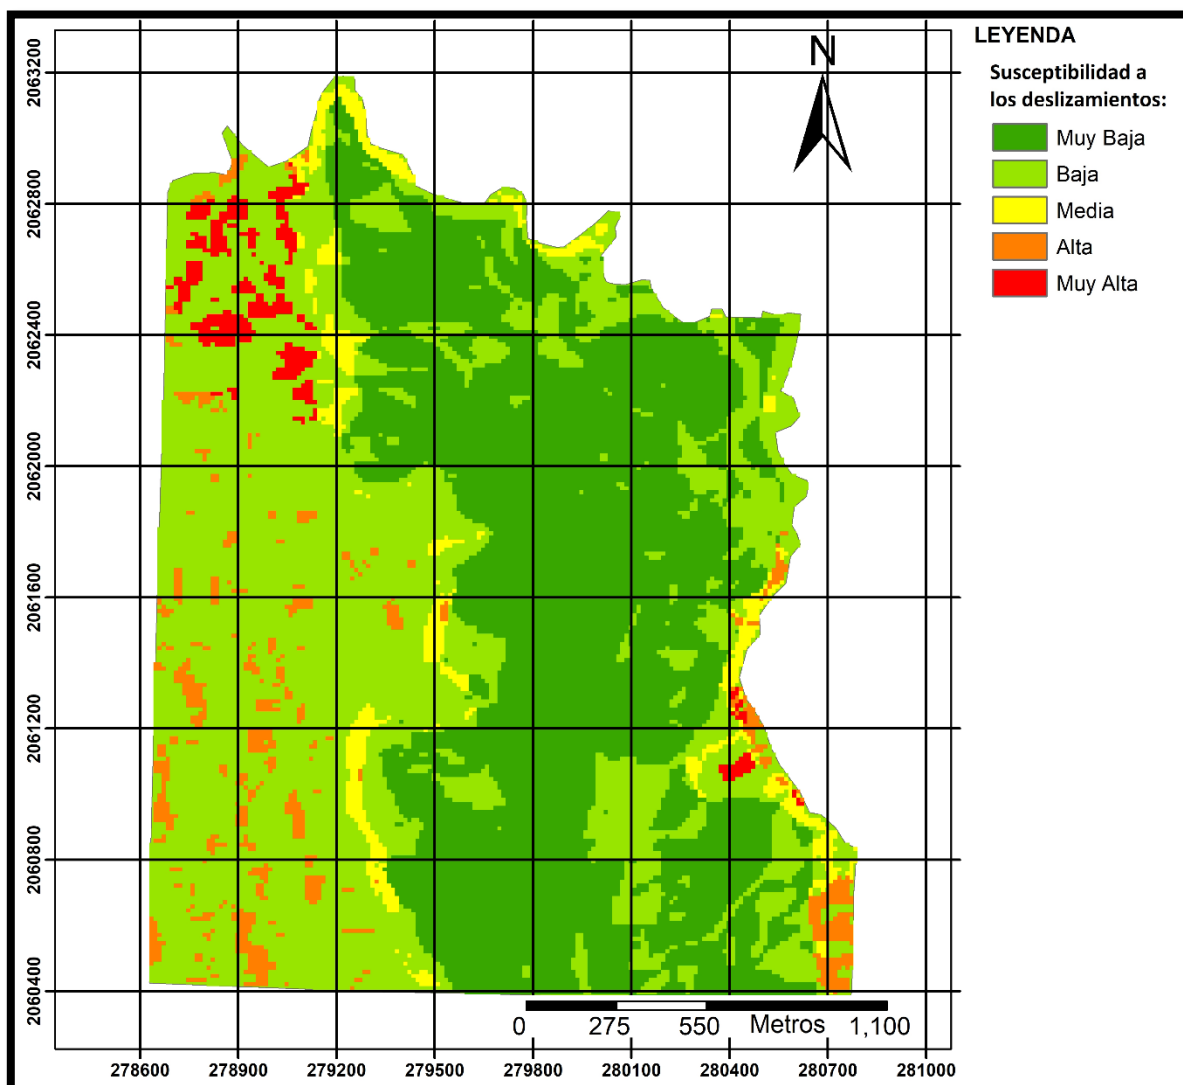 LEYENDA
Susceptibilidad a
los deslizamientos:
Muy Baja
Baja
Media
Alta
Muy Alta
N
2063200
2062800
2062400
2062000
2061600
2061200
2060800
2060400
0 275 550 Metros 1,100
278600 278900 279200 279500 279800 280100 280400 280700 281000